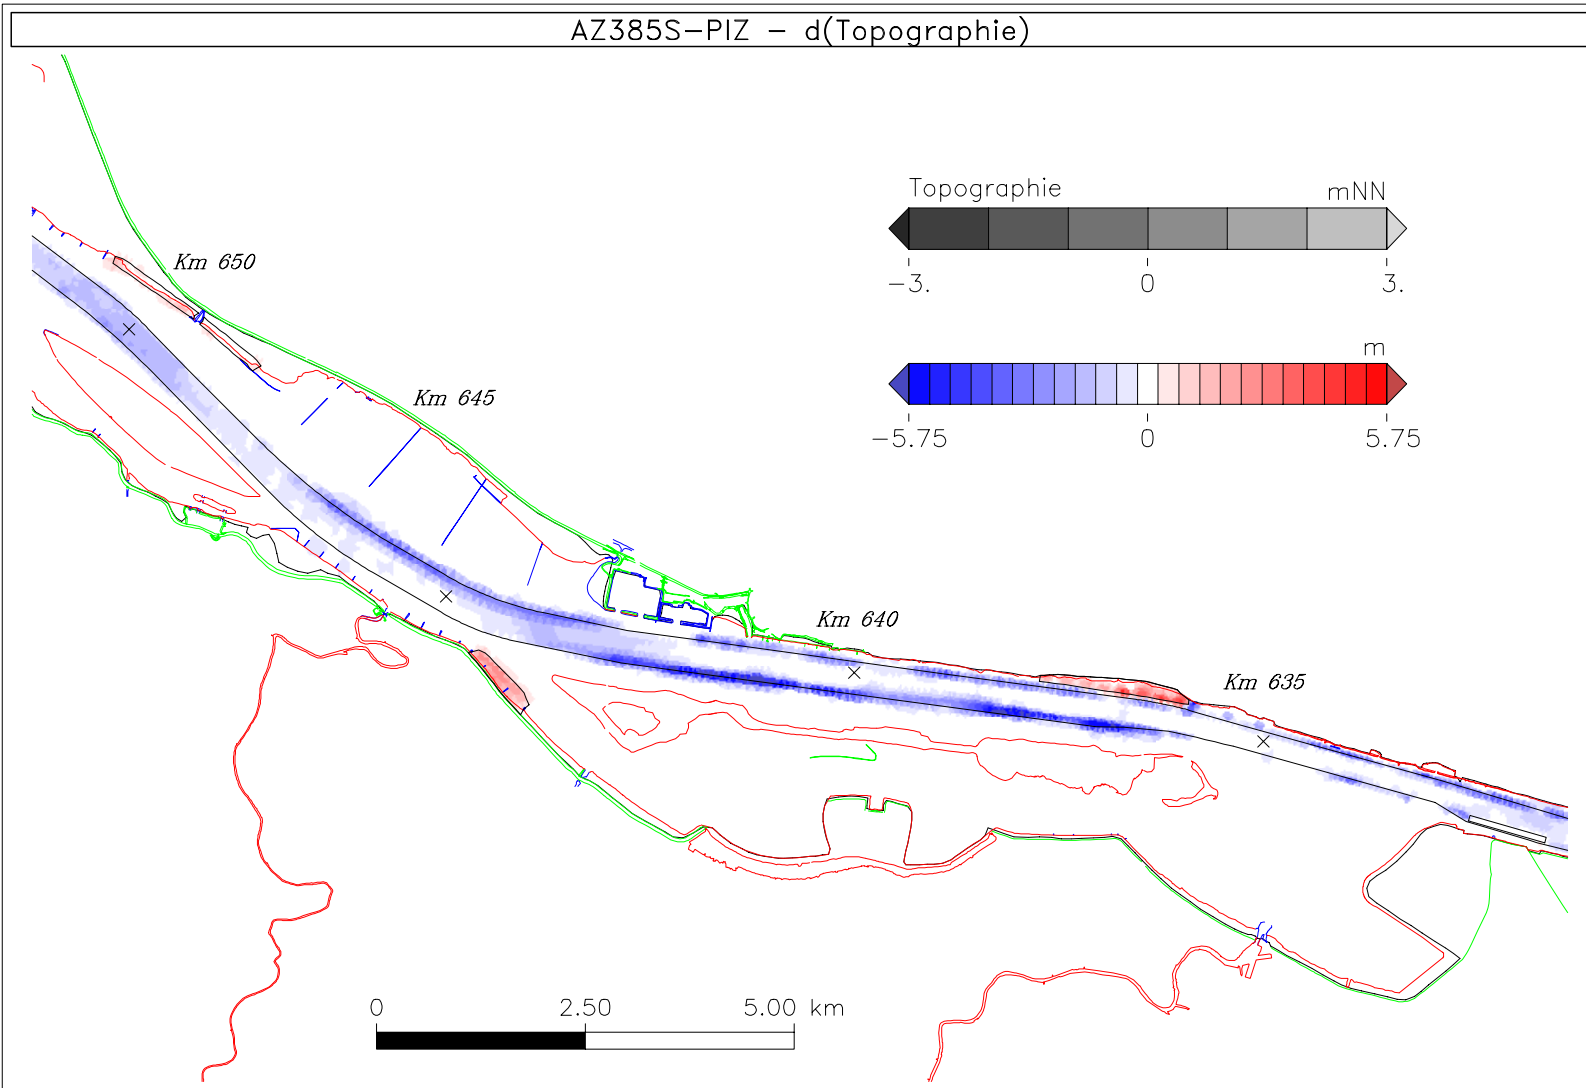 AZ385S-PIZ - d(Topographie)
Topographie mNN
-3. 0 3.
m
-5.75 0 5.75
Km 650
Km 645
Km 640
Km 635
0 2.50 5.00 km